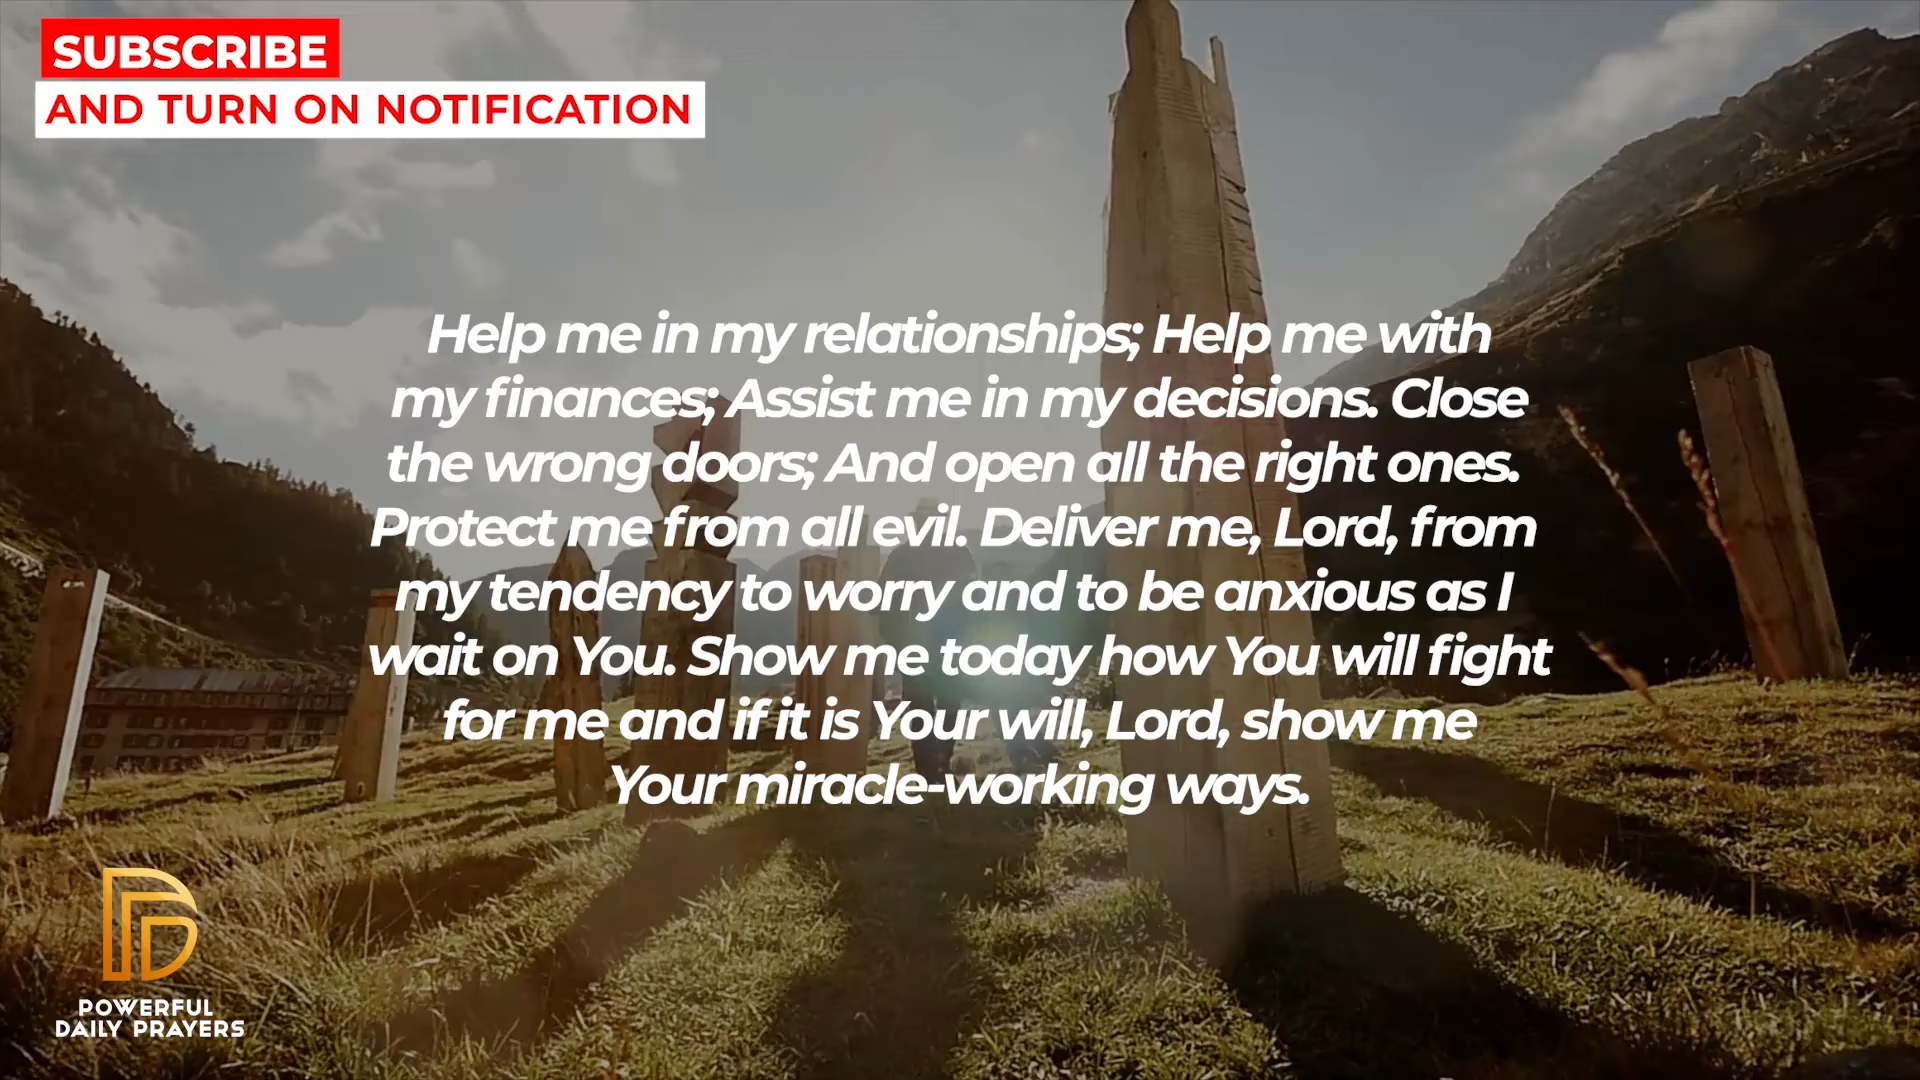 SUBSCRIBE
AND TURN ON NOTIFICATION
Help me in my relationships; Help me with
my finances; Assist me in my decisions. Close
the wrong doors; And open all the right ones.
Protect me from all evil. Deliver me, Lord, from
my tendency to worry and to be anxious as I
wait on You. Show me today how You will fight
for me and if it is Your will, Lord, show me
Your miracle-working ways.
POWERFUL
DAILY PRAYERS